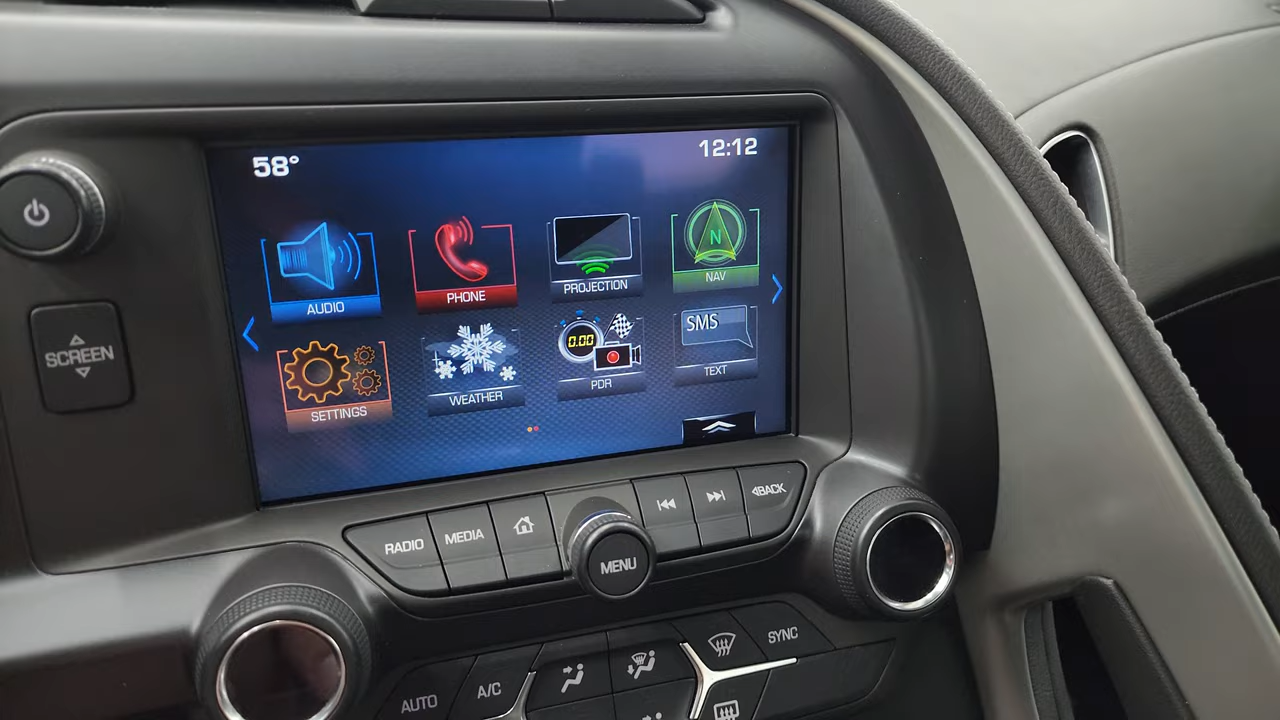 58° 12:12
AUDIO PHONE PROJECTION N NAV
SCREEN
0.00 SMS
SETTINGS WEATHER PDR TEXT
RADIO MEDIA BACK
MENU
AUTO A/C SYNC